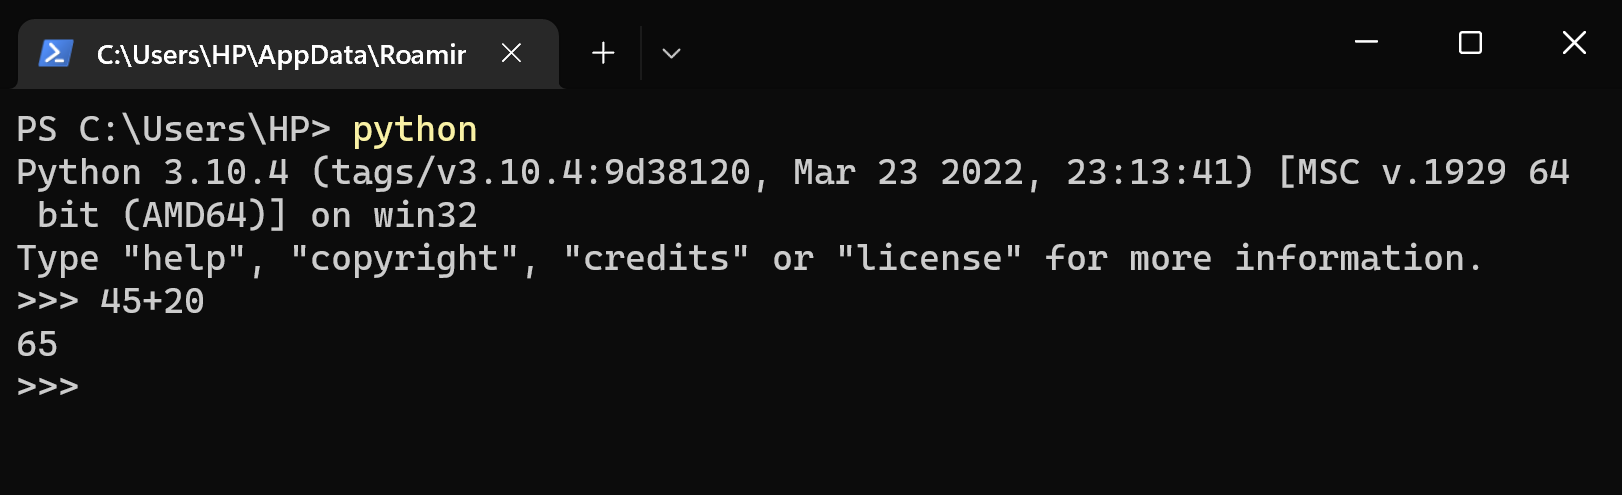 C:\Users\HP\AppData\Roamir
PS C:\Users\HP> python
Python 3.10.4 (tags/v3.10.4:9d38120, Mar 23 2022, 23:13:41) [MSC v.1929 64
bit (AMD64)] on win32
Type "help", "copyright", "credits" or "license" for more information.
>>> 45+20
65
>>>